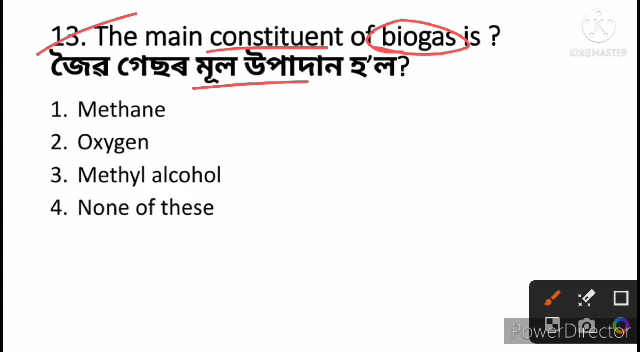 13. The main constituent of biogas is ?
জৈৱ গেছৰ মূল উপাদান হ'ল?
1. Methane
2. Oxygen
3. Methyl alcohol
4. None of these
KINEMASTER
PowerDirector